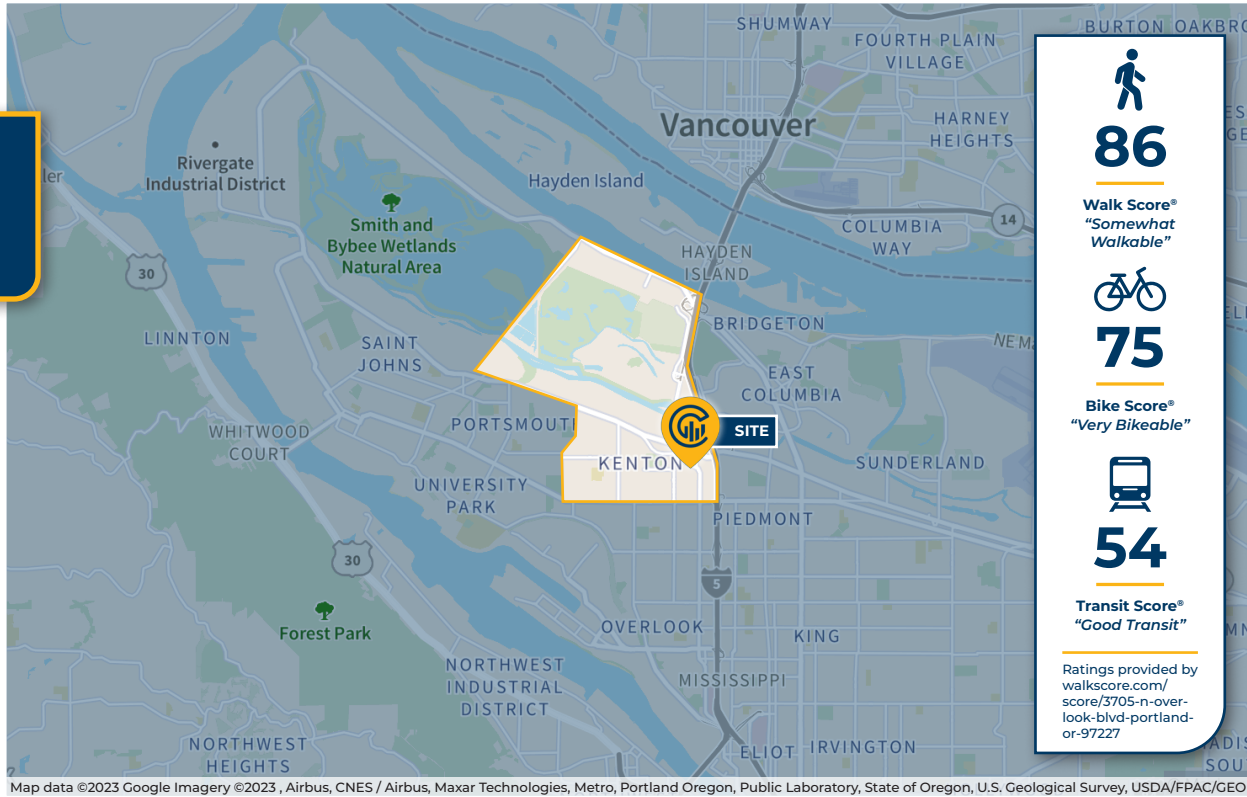 SHUMWAY
BURTON
OAKBRO
FOURTH PLAIN
VILLAGE
Vancouver
HARNEY
HEIGHTS
Rivergate
Industrial District
Hayden Island
Smith and
Bybee Wetlands
Natural Area
COLUMBIA
WAY
14
30
HAYDEN
ISLAND
LINNTON
SAINT
JOHNS
BRIDGETON
NE Ma
EAST
COLUMBIA
PORTSMOUTH
SITE
WHITWOOD
COURT
KENTON
SUNDERLAND
UNIVERSITY
PARK
PIEDMONT
30
5
Forest Park
OVERLOOK
KING
NORTHWEST
INDUSTRIAL
DISTRICT
MISSISSIPPI
NORTHWEST
HEIGHTS
ELIOT
IRVINGTON
SOU
86
Walk Score®
“Somewhat
Walkable”
75
Bike Score®
“Very Bikeable”
54
Transit Score®
“Good Transit”
Ratings provided by
walkscore.com/
score/3705-n-over-
look-blvd-portland-
or-97227
Map data ©2023 Google Imagery ©2023 , Airbus, CNES / Airbus, Maxar Technologies, Metro, Portland Oregon, Public Laboratory, State of Oregon, U.S. Geological Survey, USDA/FPAC/GEO